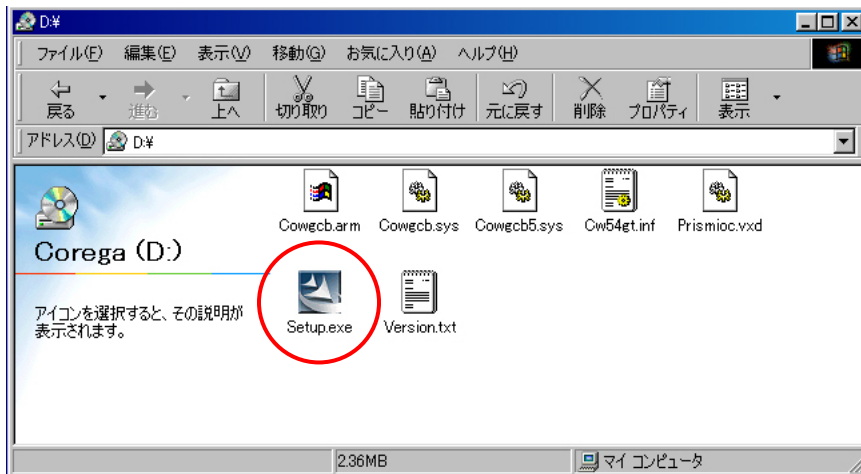 D:¥
ファイル(F) 編集(E) 表示(V) 移動(G) お気に入り(A) ヘルプ(H)
戻る 進む 上へ 切り取り コピー 貼り付け 元に戻す 削除 プロパティ 表示
アドレス(D) D:¥
Cowgcb.arm Cowgcb.sys Cowgcb5.sys Cw54gt.inf Prismioc.vxd
Corega (D:)
Setup.exe Version.txt
アイコンを選択すると、その説明が
表示されます。
2.36MB マイ コンピュータ